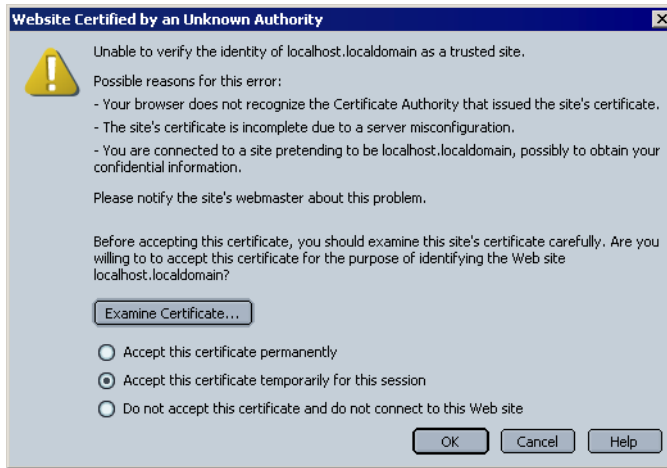 Website Certified by an Unknown Authority
Unable to verify the identity of localhost.localdomain as a trusted site.
Possible reasons for this error:
- Your browser does not recognize the Certificate Authority that issued the site's certificate.
- The site's certificate is incomplete due to a server misconfiguration.
- You are connected to a site pretending to be localhost.localdomain, possibly to obtain your
confidential information.
Please notify the site's webmaster about this problem.
Before accepting this certificate, you should examine this site's certificate carefully. Are you
willing to to accept this certificate for the purpose of identifying the Web site
localhost.localdomain?
Examine Certificate...
Accept this certificate permanently
Accept this certificate temporarily for this session
Do not accept this certificate and do not connect to this Web site
OK Cancel Help